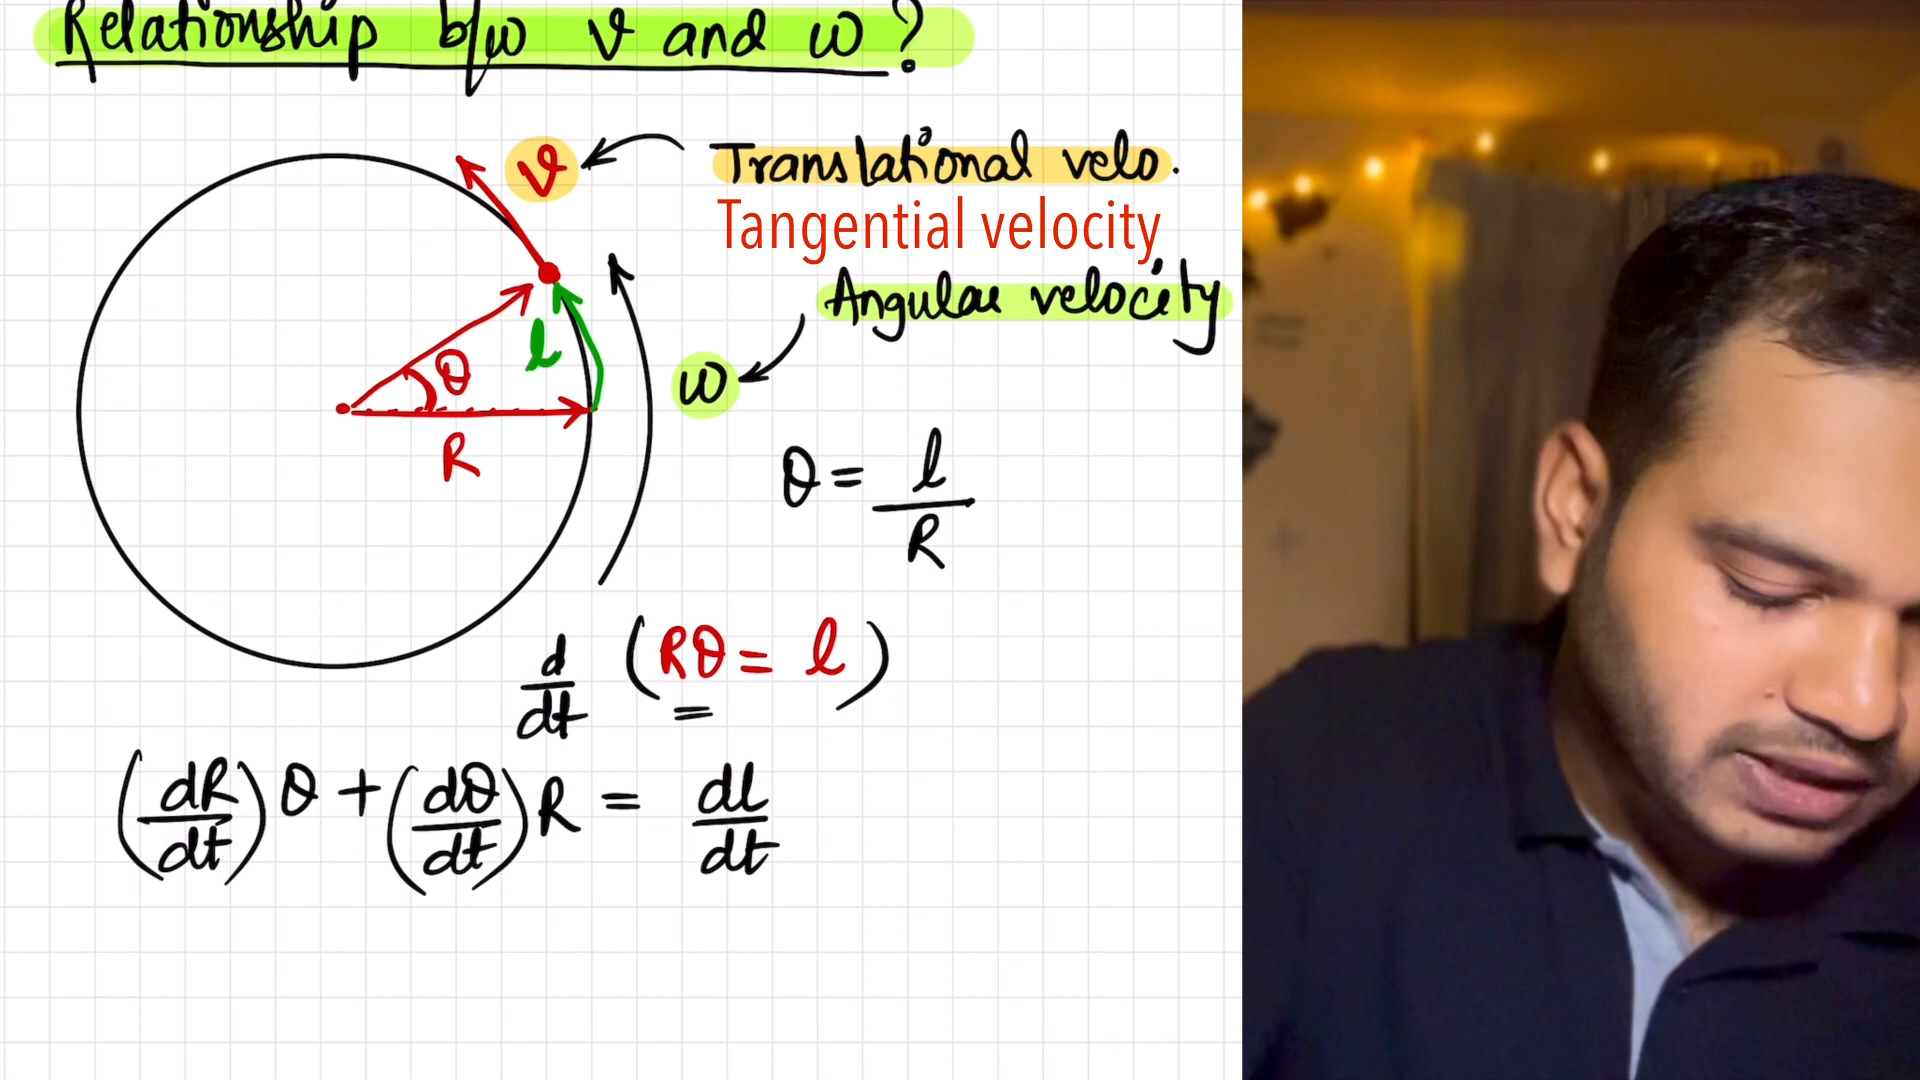 Relationship b/w v and ω ?
v
Translational velo.
Tangential velocity
Angular velocity
l
θ
ω
R
θ = l / R
d/dt (Rθ = l)
=
(dR/dt) θ + (dθ/dt) R = dl/dt